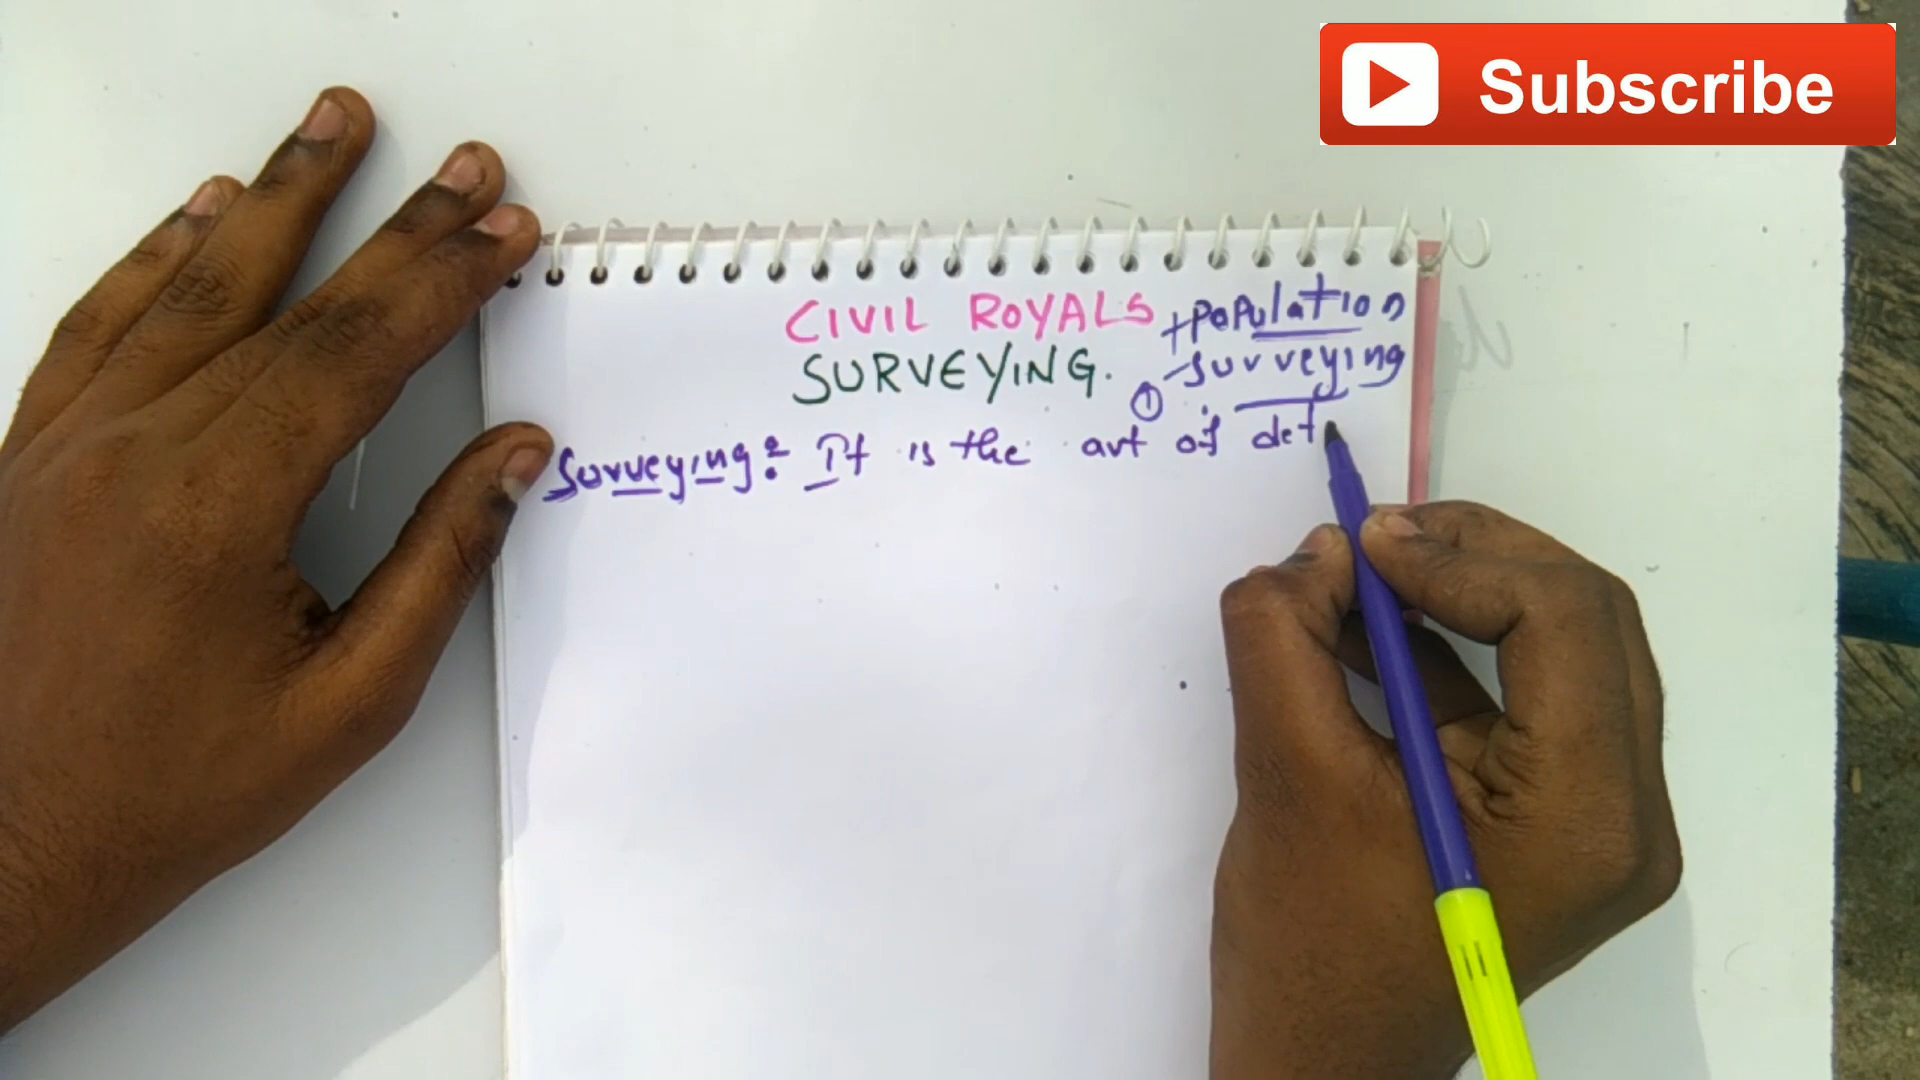 Subscribe
CIVIL ROYALS
SURVEYING.
+population
-surveying
①
Surveying: It is the art of det